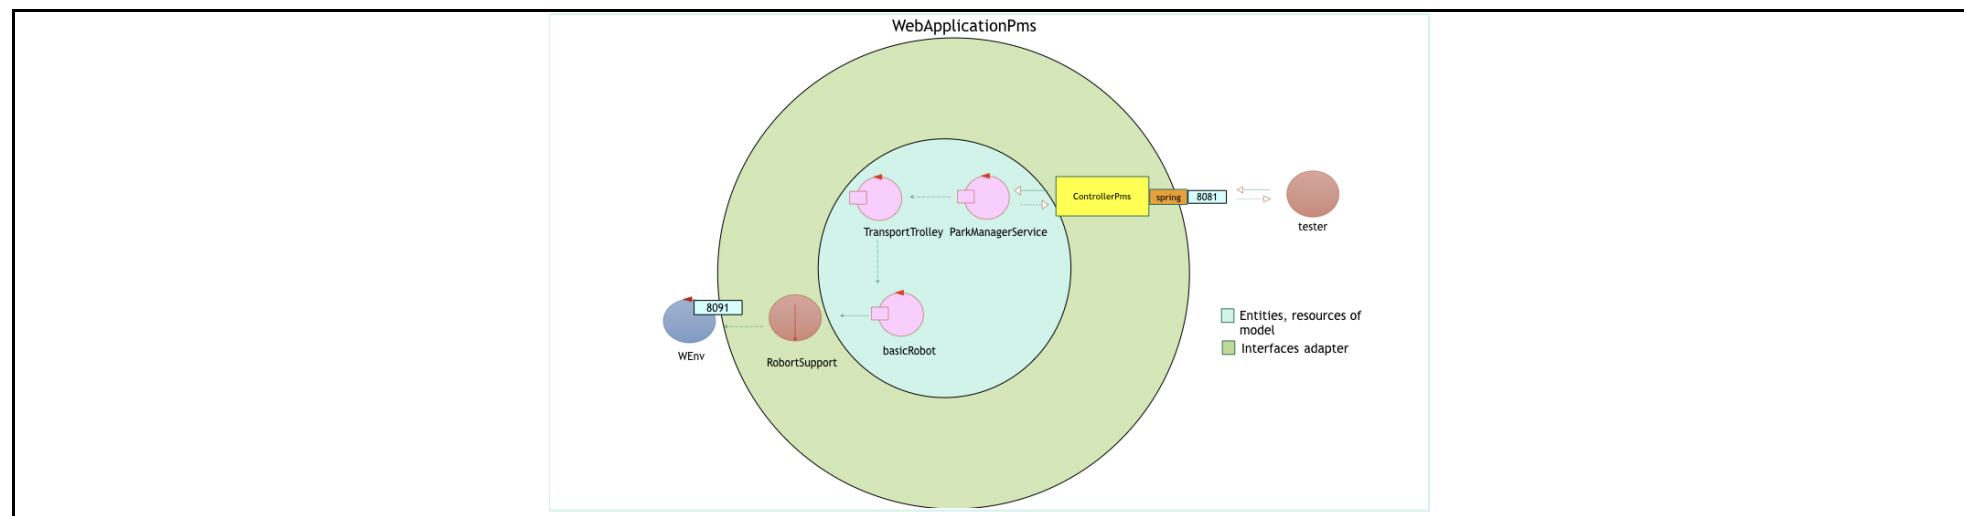 WebApplicationPms
ControllerPms
spring
8081
tester
TransportTrolley
ParkManagerService
8091
WEnv
RobortSupport
basicRobot
Entities, resources of
model
Interfaces adapter